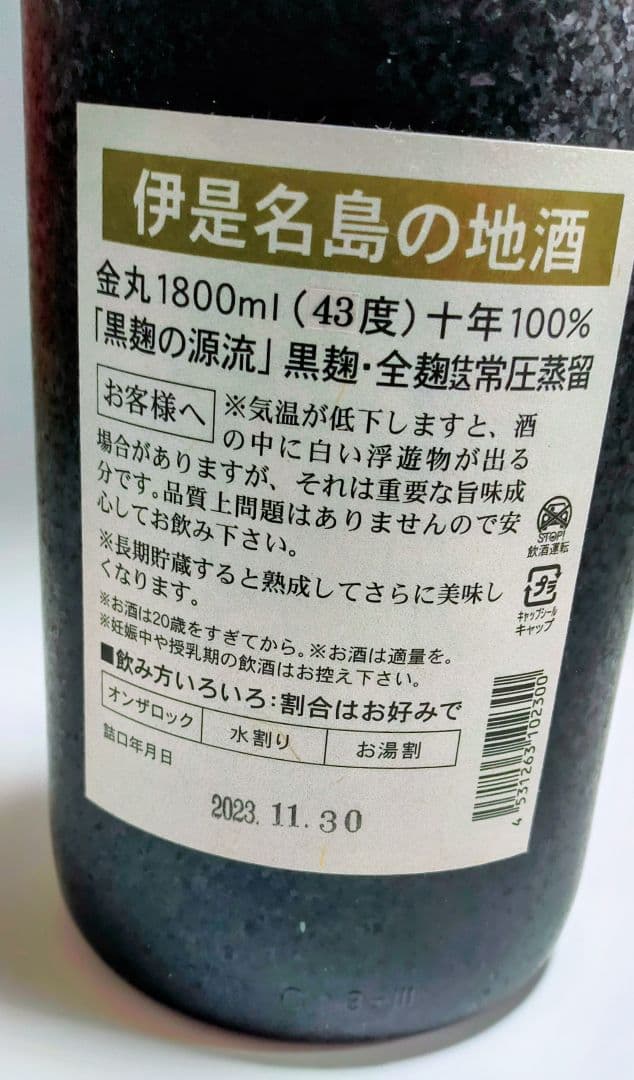 伊是名島の地酒
金丸1800ml(43度)十年100%
「黒麹の源流」黒麹・全麹仕込常圧蒸留
お客様へ
※気温が低下しますと、酒
の中に白い浮遊物が出る
場合がありますが、それは重要な旨味成
分です。品質上問題はありませんので安
心してお飲み下さい。
※長期貯蔵すると熟成してさらに美味し
くなります。
※お酒は20歳をすぎてから。※お酒は適量を。
※妊娠中や授乳期の飲酒はお控え下さい。
STOP!
飲酒運転
プラ
キャップシール
キャップ
■飲み方いろいろ:割合はお好みで
オンザロック 水割り お湯割
詰口年月日
2023.11.30
4 531263 102300